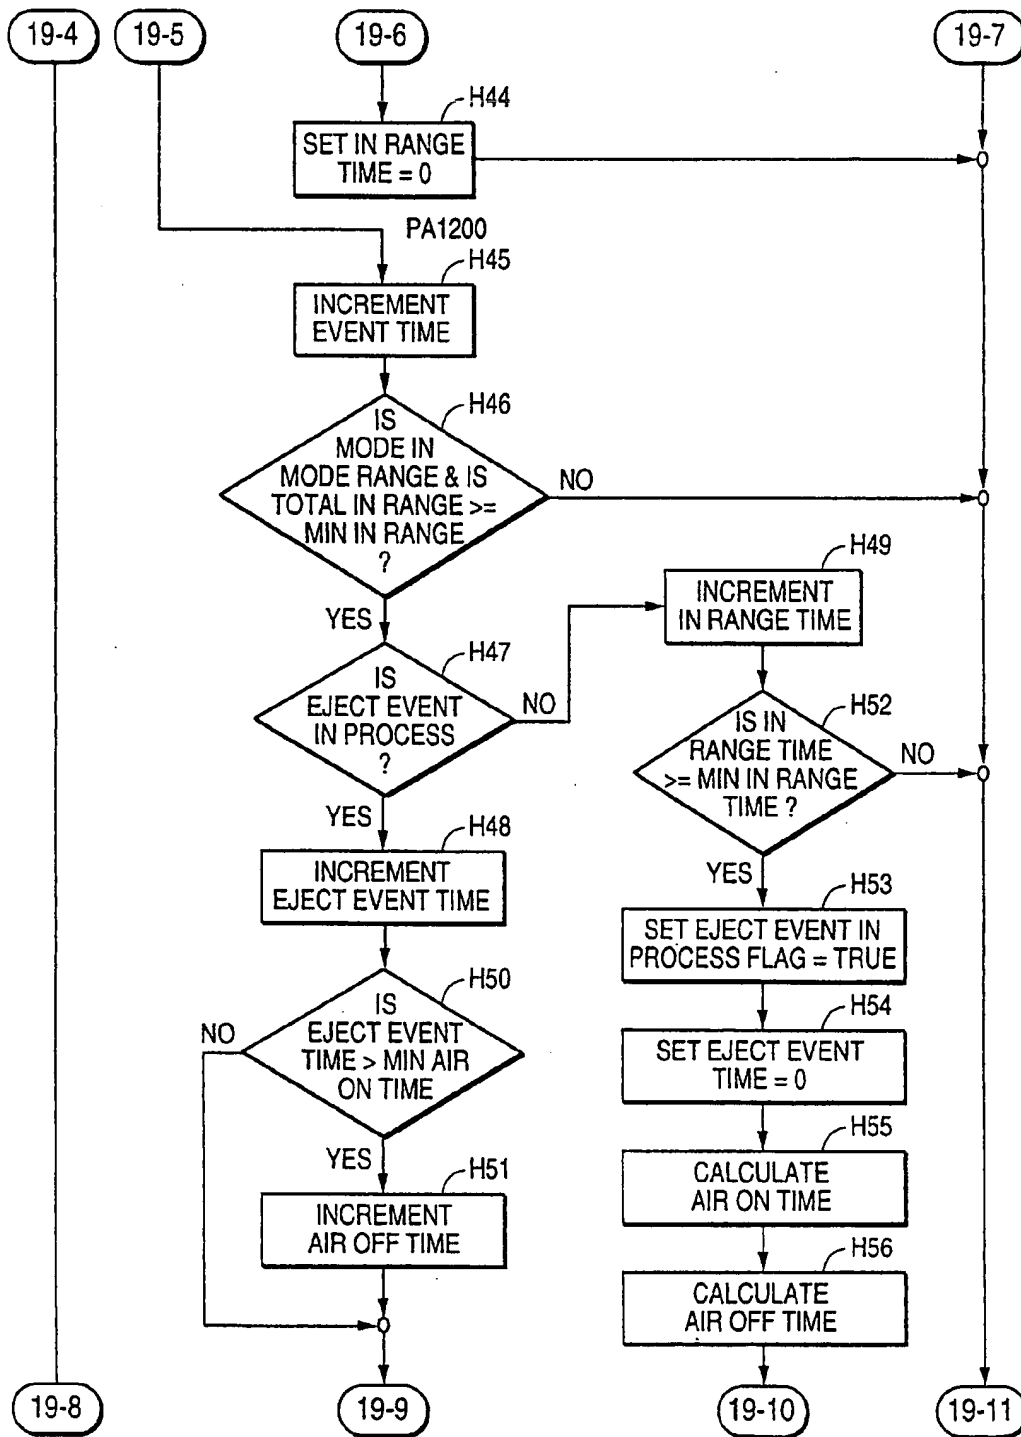 19-4
19-5
19-6
19-7
H44
SET IN RANGE
TIME = 0
PA1200
H45
INCREMENT
EVENT TIME
H46
IS
MODE IN
MODE RANGE & IS
TOTAL IN RANGE >=
MIN IN RANGE
?
NO
YES
H49
INCREMENT
IN RANGE TIME
H47
IS
EJECT EVENT
IN PROCESS
?
NO
YES
H52
IS IN
RANGE TIME
>= MIN IN RANGE
TIME ?
NO
YES
H48
INCREMENT
EJECT EVENT TIME
H53
SET EJECT EVENT IN
PROCESS FLAG = TRUE
H50
IS
EJECT EVENT
TIME > MIN AIR
ON TIME
NO
YES
H54
SET EJECT EVENT
TIME = 0
H55
CALCULATE
AIR ON TIME
H51
INCREMENT
AIR OFF TIME
H56
CALCULATE
AIR OFF TIME
19-8
19-9
19-10
19-11